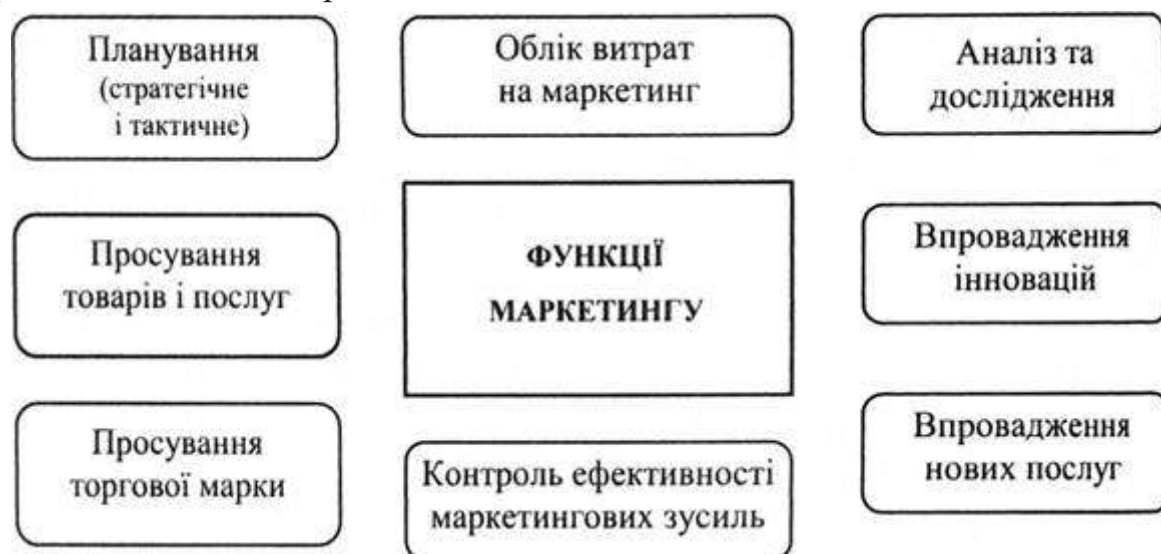 Планування
(стратегічне
і тактичне)
Облік витрат
на маркетинг
Аналіз та
дослідження
Просування
товарів і послуг
ФУНКЦІЇ
МАРКЕТИНГУ
Впровадження
інновацій
Просування
торгової марки
Контроль ефективності
маркетингових зусиль
Впровадження
нових послуг